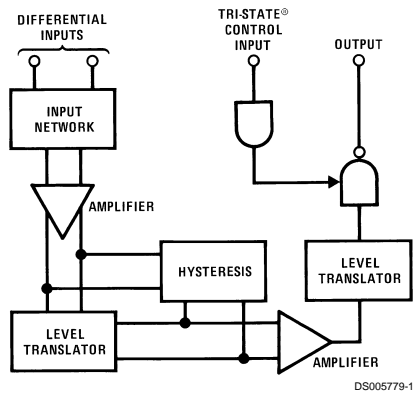 DIFFERENTIAL
INPUTS
TRI-STATE®
CONTROL
INPUT
OUTPUT
INPUT
NETWORK
AMPLIFIER
HYSTERESIS
LEVEL
TRANSLATOR
LEVEL
TRANSLATOR
AMPLIFIER
DS005779-1